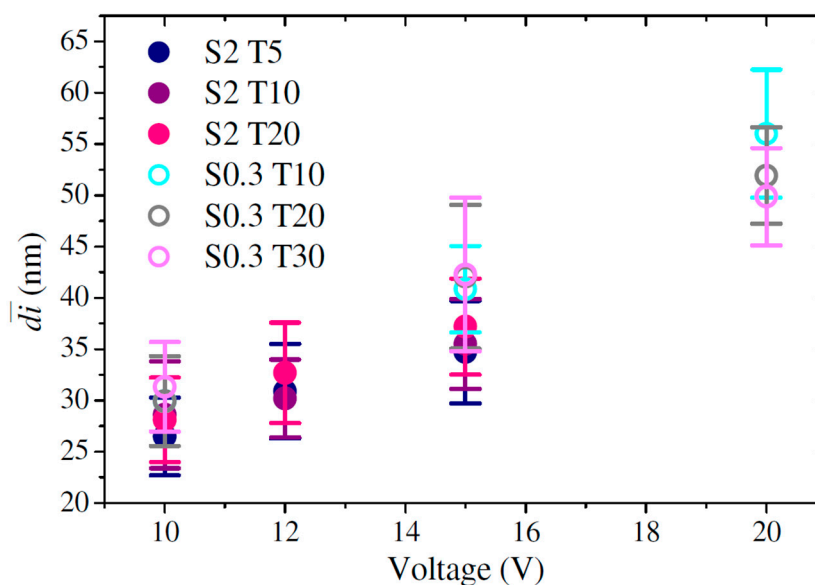 65
60
55
50
45
40
35
30
25
20
d̅i̅ (nm)
S2 T5
S2 T10
S2 T20
S0.3 T10
S0.3 T20
S0.3 T30
10 12 14 16 18 20
Voltage (V)